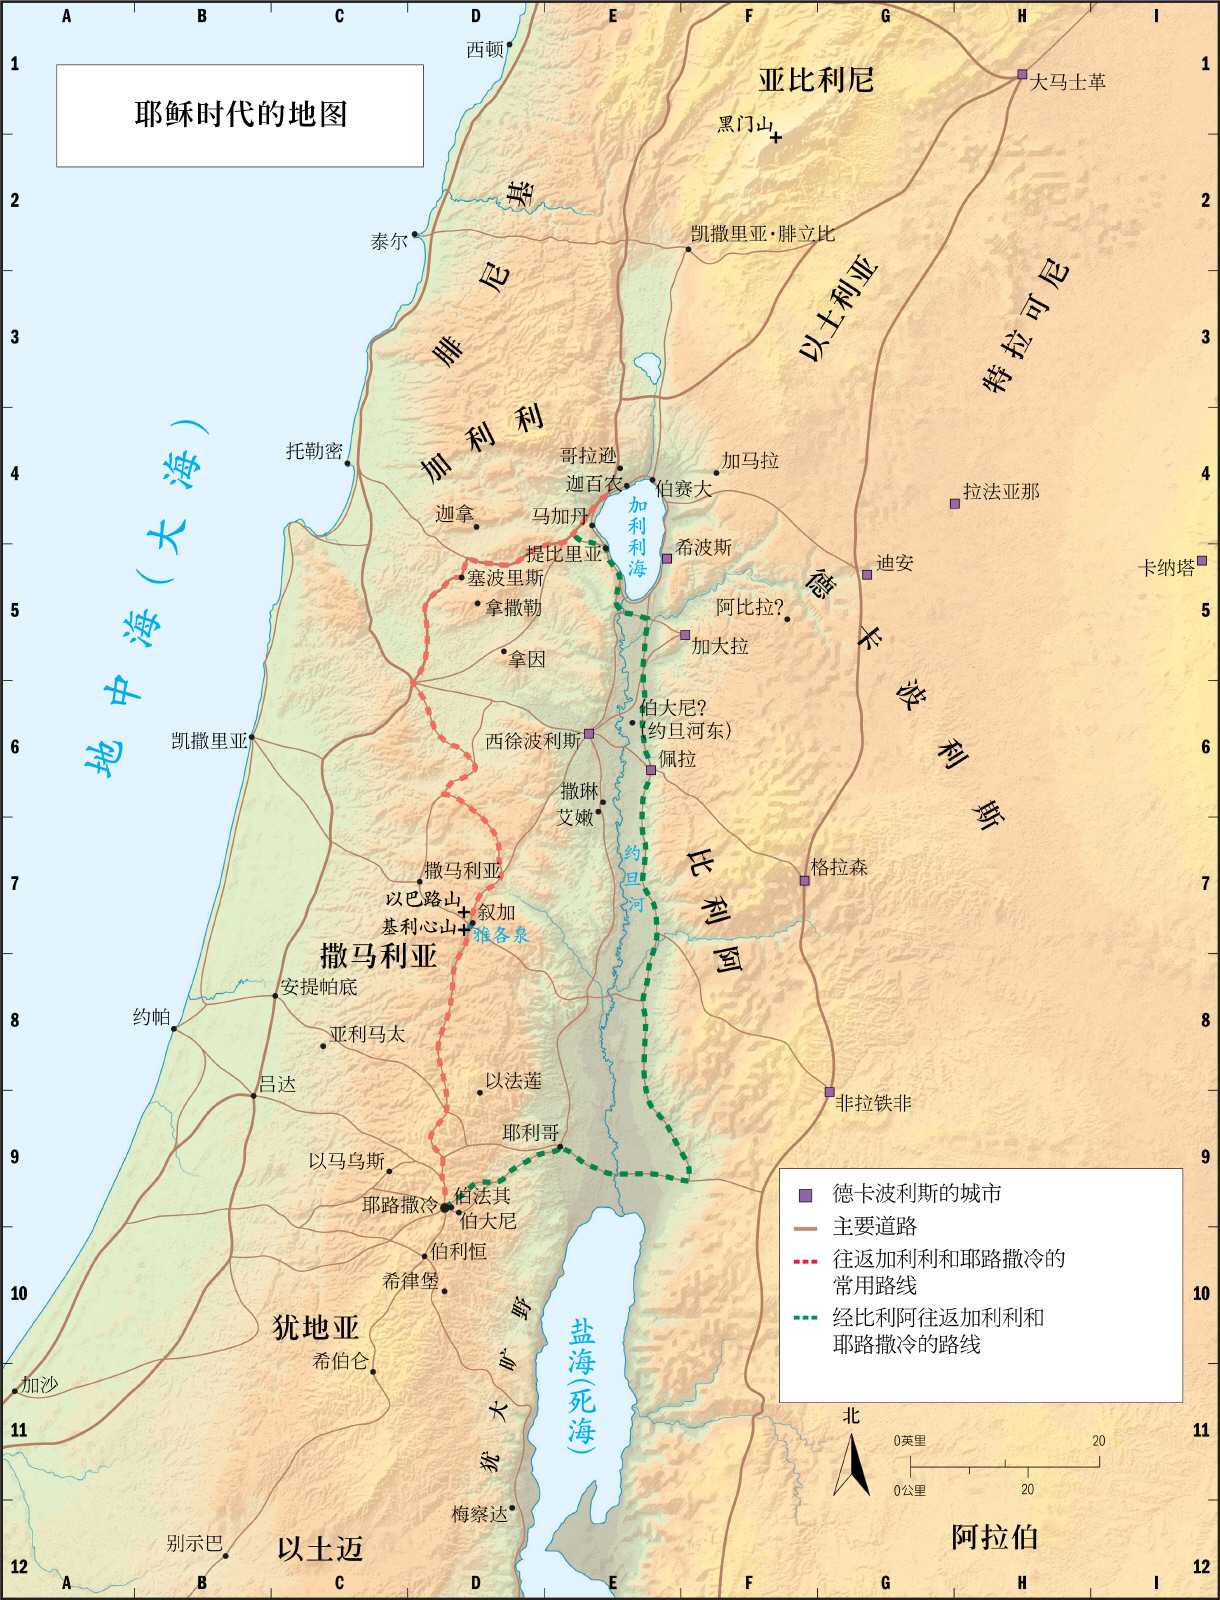 A B C D E F G H I
1 1
西顿
耶稣时代的地图
亚比利尼
大马士革
黑门山
2 2
泰尔
凯撒里亚·腓立比
腓尼基
以土利亚
特拉可尼
3 3
加利利
托勒密
4 4
哥拉逊
迦百农
伯赛大
加马拉
拉法亚那
迦拿
马加丹
加利利海
提比里亚
希波斯
迪安
卡纳塔
塞波里斯
5 5
拿撒勒
阿比拉?
加大拉
拿因
德卡波利斯
地中海(大海)
伯大尼?
(约旦河东)
6 6
凯撒里亚
西徐波利斯
佩拉
撒琳
艾嫩
约旦河
比利阿
7 7
格拉森
撒马利亚
以巴路山
叙加
基利心山
雅各泉
撒马利亚
安提帕底
8 8
约帕
亚利马太
以法莲
吕达
非拉铁非
耶利哥
9 9
以马乌斯
耶路撒冷
伯法其
伯大尼
德卡波利斯的城市
主要道路
往返加利利和耶路撒冷的
常用路线
经比利阿往返加利利和
耶路撒冷的路线
伯利恒
希律堡
10 10
犹地亚
希伯仑
盐海(死海)
犹大旷野
加沙
11 11
北
0英里 20
0公里 20
梅察达
别示巴
以土迈
阿拉伯
12 12
A B C D E F G H I